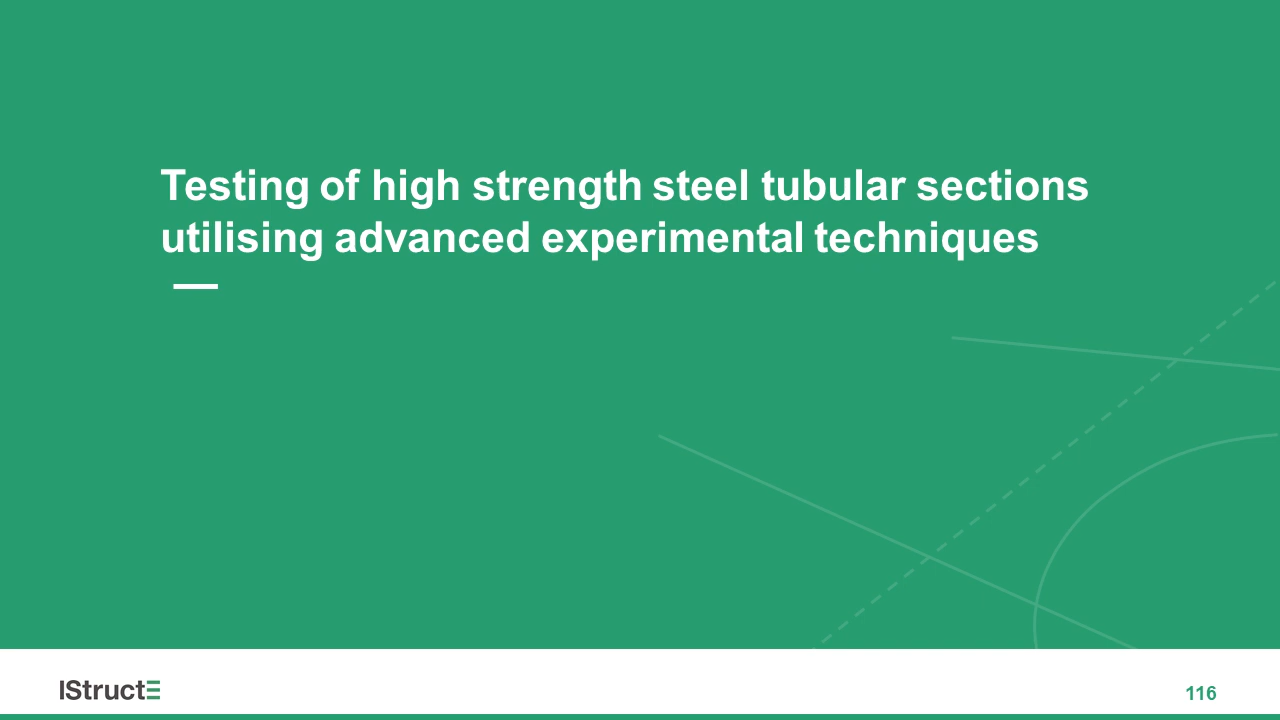 Testing of high strength steel tubular sections
utilising advanced experimental techniques
IStructE
116